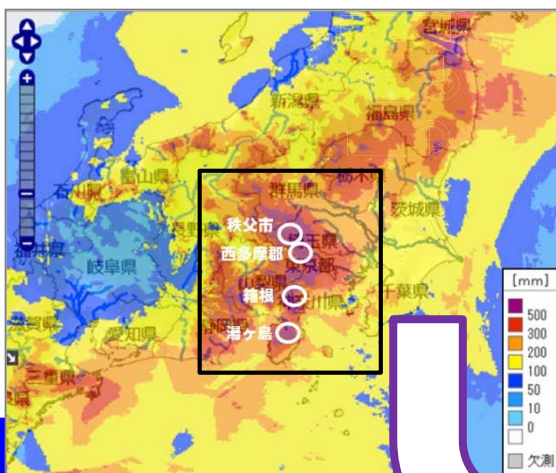 宮城県
新潟県
福島県
富山県
石川県
群馬県
栃木県
茨城県
秩父市
長野県
玉県
西多摩郡
福井県
岐阜県
東京都
山梨県
箱根
川県
千葉県
滋賀県
愛知県
静岡県
湯ヶ島
三重県
[mm]
500
300
200
100
50
10
0
欠測